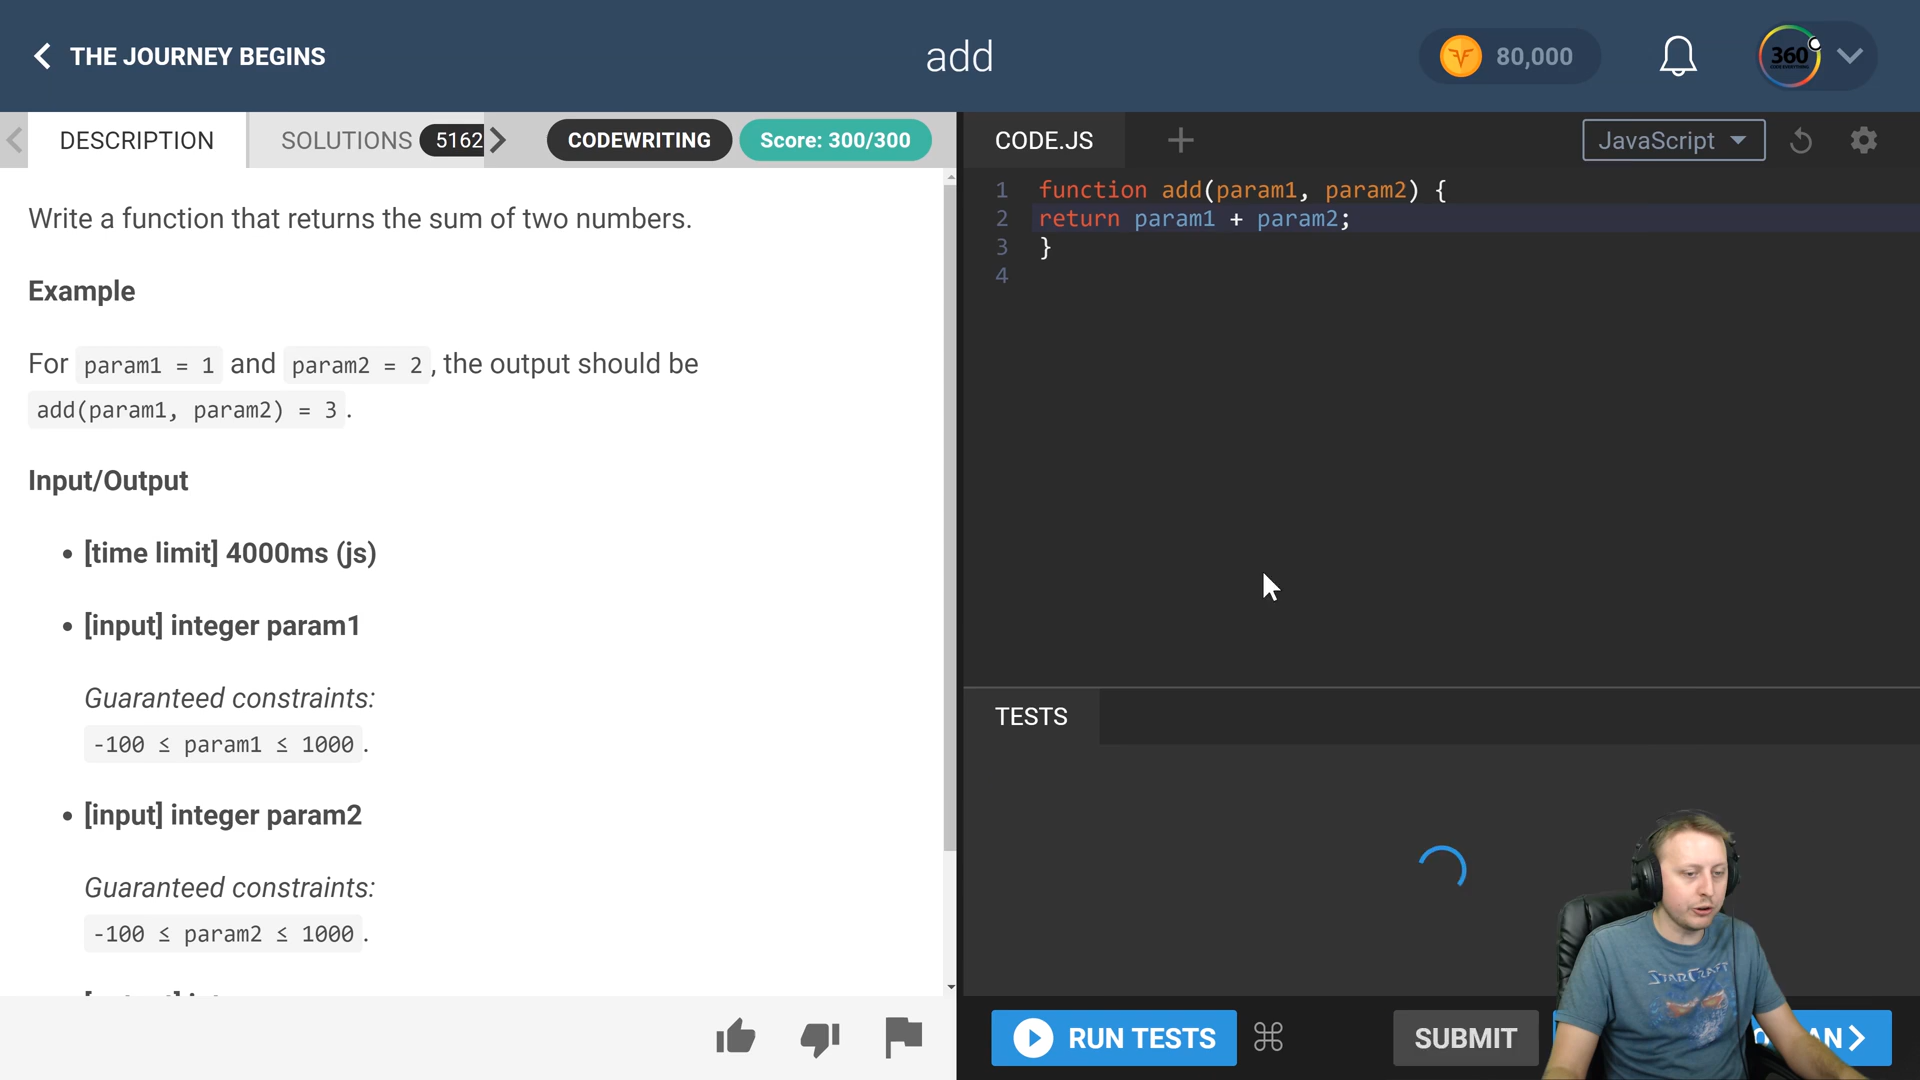 THE JOURNEY BEGINS
add
80,000
360
DESCRIPTION
SOLUTIONS 5162
CODEWRITING
Score: 300/300
CODE.JS
JavaScript
Write a function that returns the sum of two numbers.
Example
For param1 = 1 and param2 = 2, the output should be
add(param1, param2) = 3.
Input/Output
• [time limit] 4000ms (js)
• [input] integer param1
Guaranteed constraints:
-100 ≤ param1 ≤ 1000.
• [input] integer param2
Guaranteed constraints:
-100 ≤ param2 ≤ 1000.
1 function add(param1, param2) {
2 return param1 + param2;
3 }
4
TESTS
STARCRAFT
RUN TESTS
SUBMIT